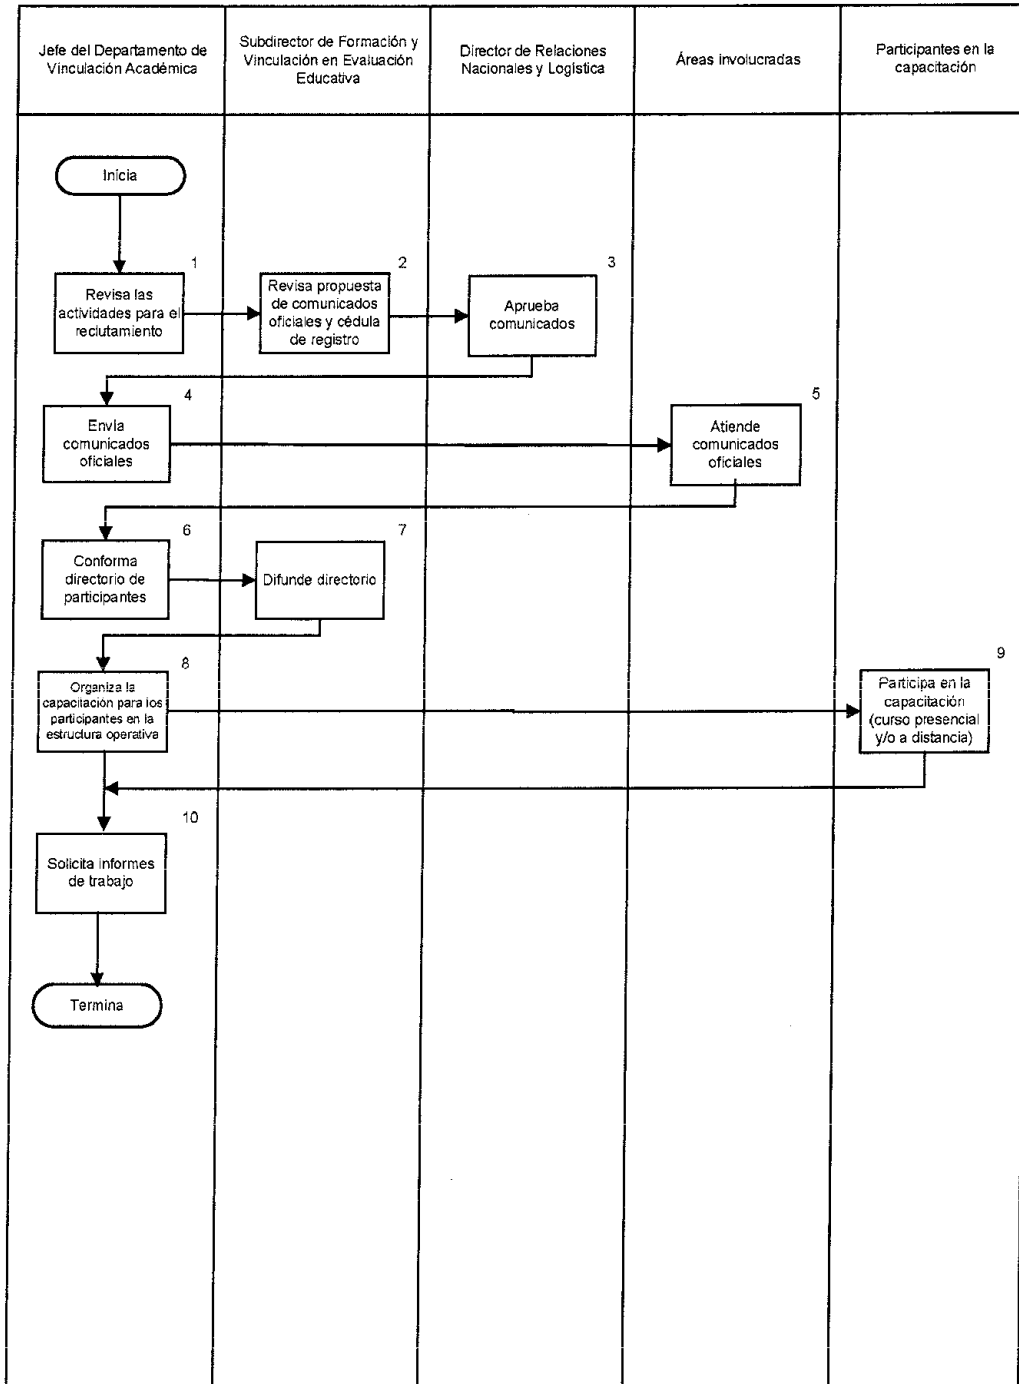 Jefe del Departamento de
Vinculación Académica
Subdirector de Formación y
Vinculación en Evaluación
Educativa
Director de Relaciones
Nacionales y Logística
Áreas involucradas
Participantes en la
capacitación
Inicia
1
Revisa las
actividades para el
reclutamiento
2
Revisa propuesta
de comunicados
oficiales y cédula
de registro
3
Aprueba
comunicados
4
Envía
comunicados
oficiales
5
Atiende
comunicados
oficiales
6
Conforma
directorio de
participantes
7
Difunde directorio
8
Organiza la
capacitación para los
participantes en la
estructura operativa
9
Participa en la
capacitación
(curso presencial
y/o a distancia)
10
Solicita informes
de trabajo
Termina